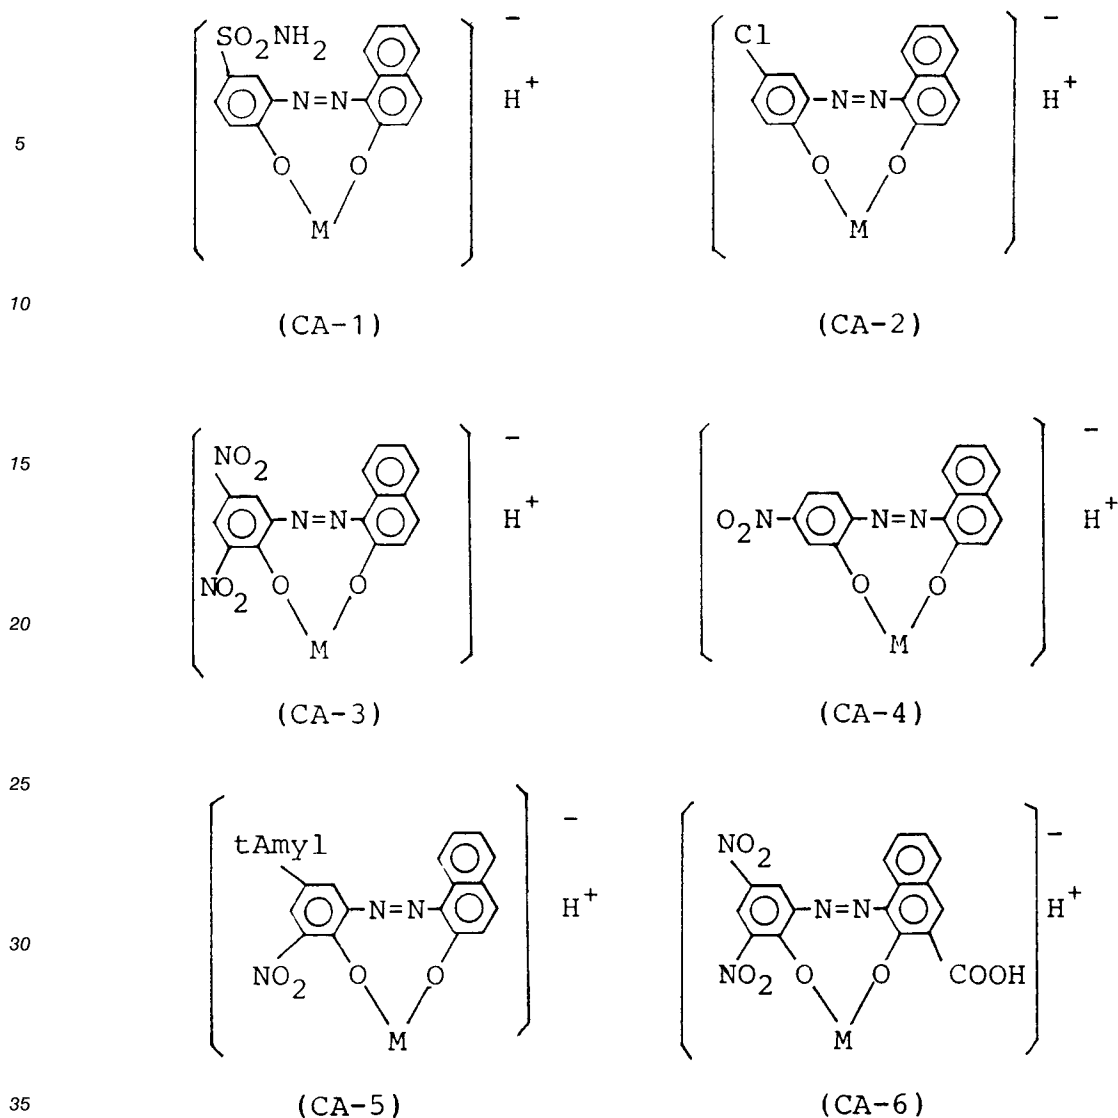 SO2NH2 − Cl −
N=N H+ N=N H+
5
O O O O
M M
10
(CA-1) (CA-2)
− −
15
NO2
N=N H+ O2N N=N H+
NO2 O O O O
20
M M
(CA-3) (CA-4)
25
− −
tAmyl NO2
N=N H+ N=N H+
30
NO2 O O NO2 O O COOH
M M
35
(CA-5) (CA-6)